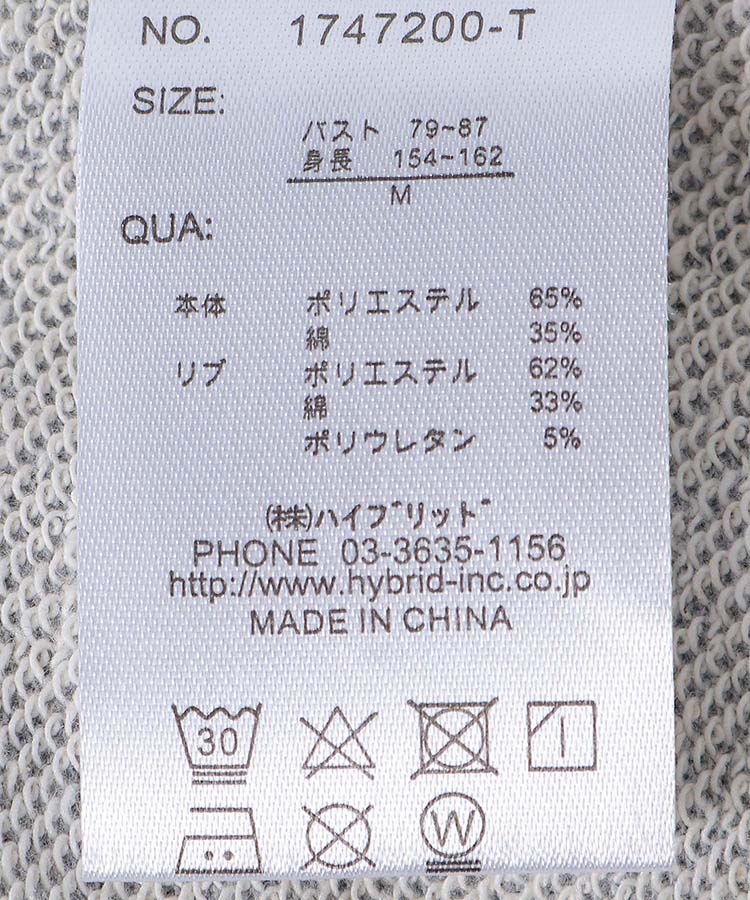 NO. 1747200-T
SIZE:
バスト 79~87
身長 154~162
M
QUA:
本体 ポリエステル 65%
綿 35%
リブ ポリエステル 62%
綿 33%
ポリウレタン 5%
(株)ハイブリッド
PHONE 03-3635-1156
http://www.hybrid-inc.co.jp
MADE IN CHINA
30
W